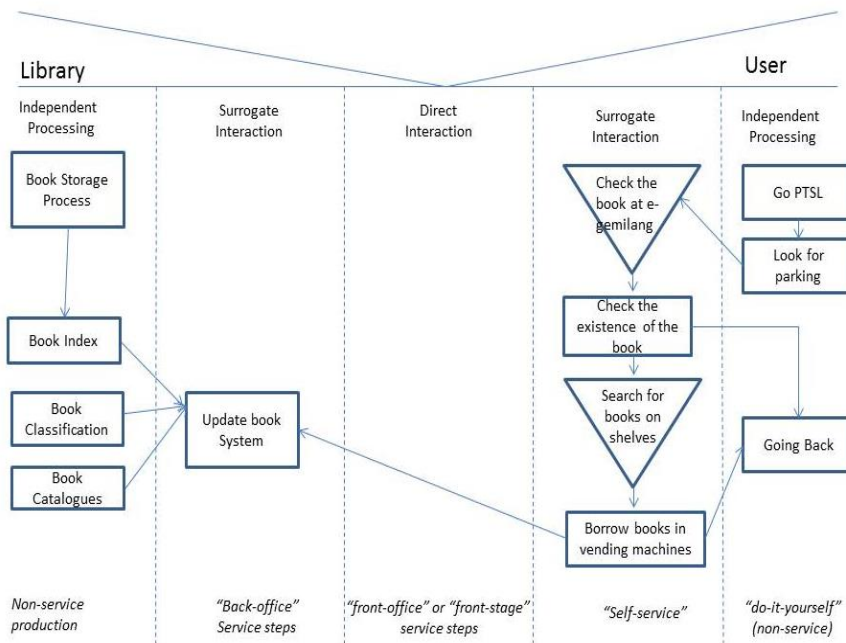 Library
User
Independent
Processing
Surrogate
Interaction
Direct
Interaction
Surrogate
Interaction
Independent
Processing
Book Storage
Process
Book Index
Book
Classification
Book
Catalogues
Update book
System
Check the
book at e-
gemilang
Check the
existence of the
book
Search for
books on
shelves
Borrow books in
vending machines
Go PTSL
Look for
parking
Going Back
Non-service
production
“Back-office”
Service steps
“front-office” or “front-stage”
service steps
“Self-service”
“do-it-yourself”
(non-service)